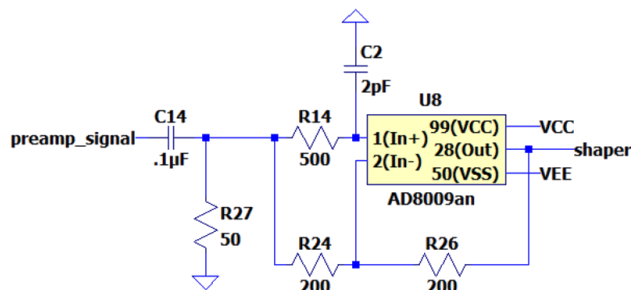 C2
2pF
U8
C14
R14
preamp_signal
.1µF
500
1(In+)
2(In-)
99(VCC)
28(Out)
50(VSS)
VCC
shaper
VEE
AD8009an
R27
50
R24
200
R26
200